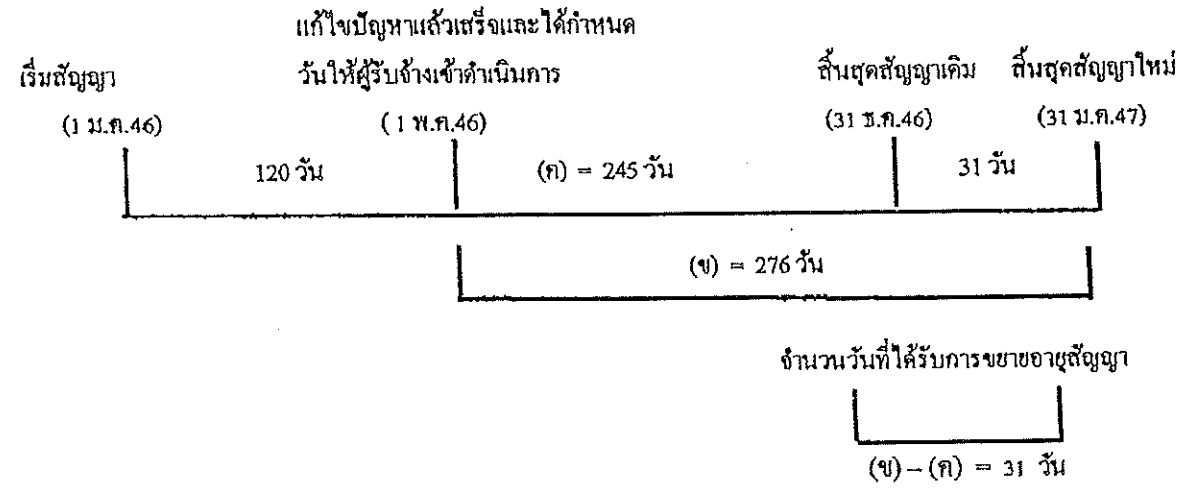 แก้ไขปัญหาแล้วเสร็จและได้กำหนด
เริ่มสัญญา วันให้ผู้รับจ้างเข้าดำเนินการ สิ้นสุดสัญญาเดิม สิ้นสุดสัญญาใหม่
(1 ม.ค.46) ( 1 พ.ค.46) (31 ธ.ค.46) (31 ม.ค.47)
120 วัน (ค) = 245 วัน 31 วัน
(ข) = 276 วัน
จำนวนวันที่ได้รับการขยายอายุสัญญา
(ข) – (ค) = 31 วัน